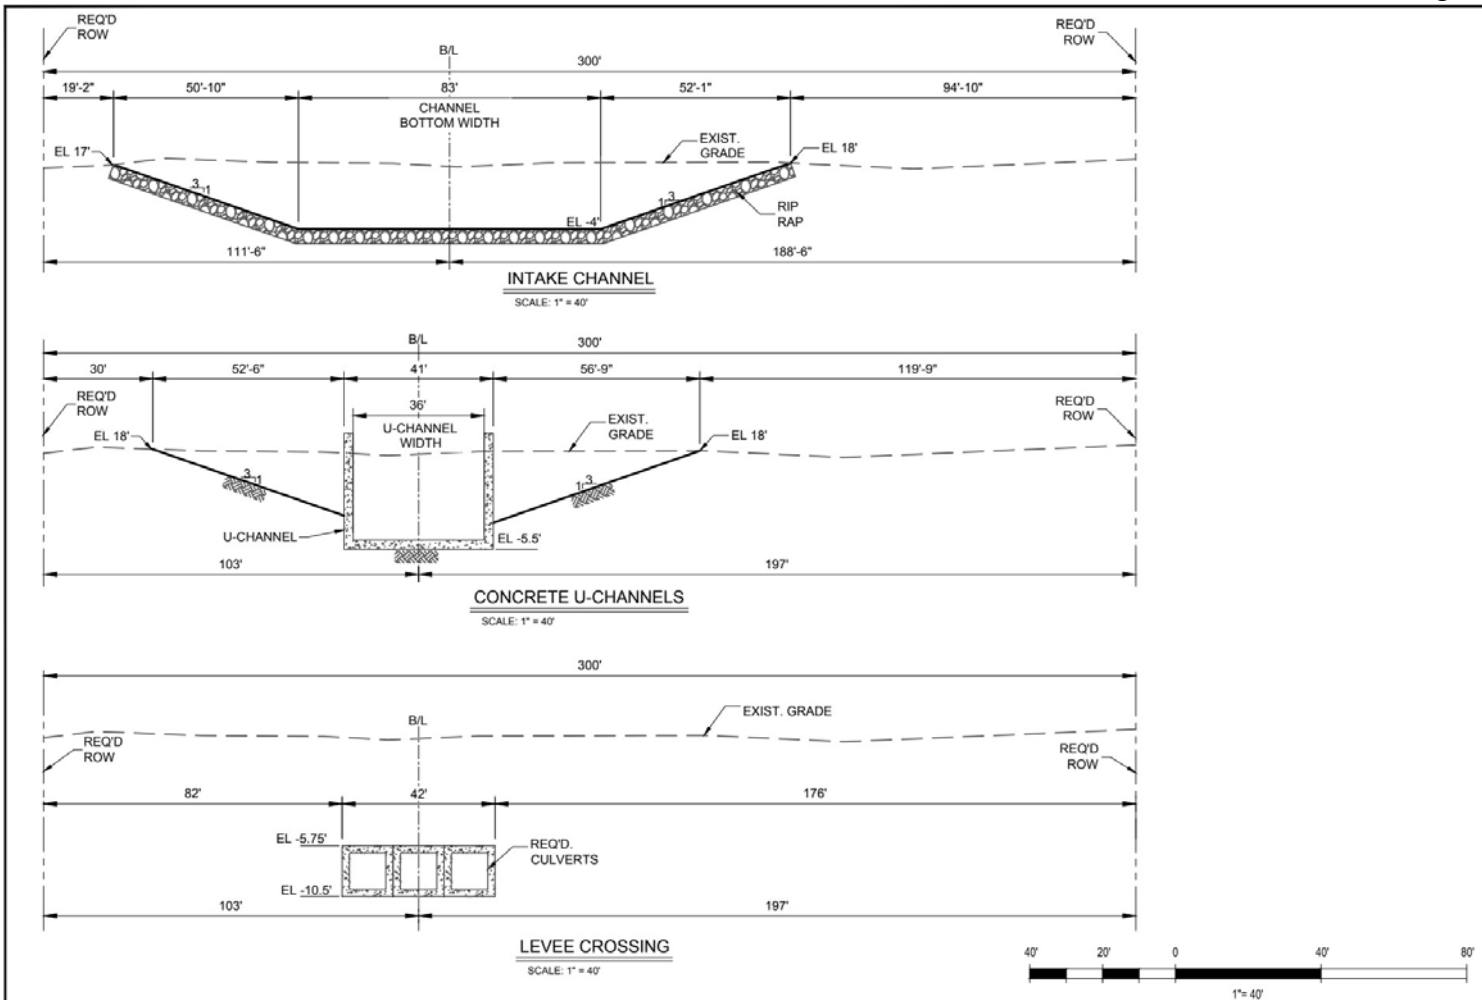 REQ'D
ROW
REQ'D
ROW
B/L
300'
19'-2"
50'-10"
83'
52'-1"
94'-10"
CHANNEL
BOTTOM WIDTH
EL 17'
EXIST.
GRADE
EL 18'
3
1
1
3
RIP
RAP
EL -4'
111'-6"
188'-6"
INTAKE CHANNEL
SCALE: 1" = 40'
B/L
300'
30'
52'-6"
41'
56'-9"
119'-9"
REQ'D
ROW
REQ'D
ROW
36'
U-CHANNEL
WIDTH
EXIST.
GRADE
EL 18'
EL 18'
3
1
1
3
U-CHANNEL
EL -5.5'
103'
197'
CONCRETE U-CHANNELS
SCALE: 1" = 40'
300'
EXIST. GRADE
B/L
REQ'D
ROW
REQ'D
ROW
82'
42'
176'
EL -5.75'
REQ'D.
CULVERTS
EL -10.5'
103'
197'
LEVEE CROSSING
SCALE: 1" = 40'
40' 20' 0 40' 80'
1"= 40'